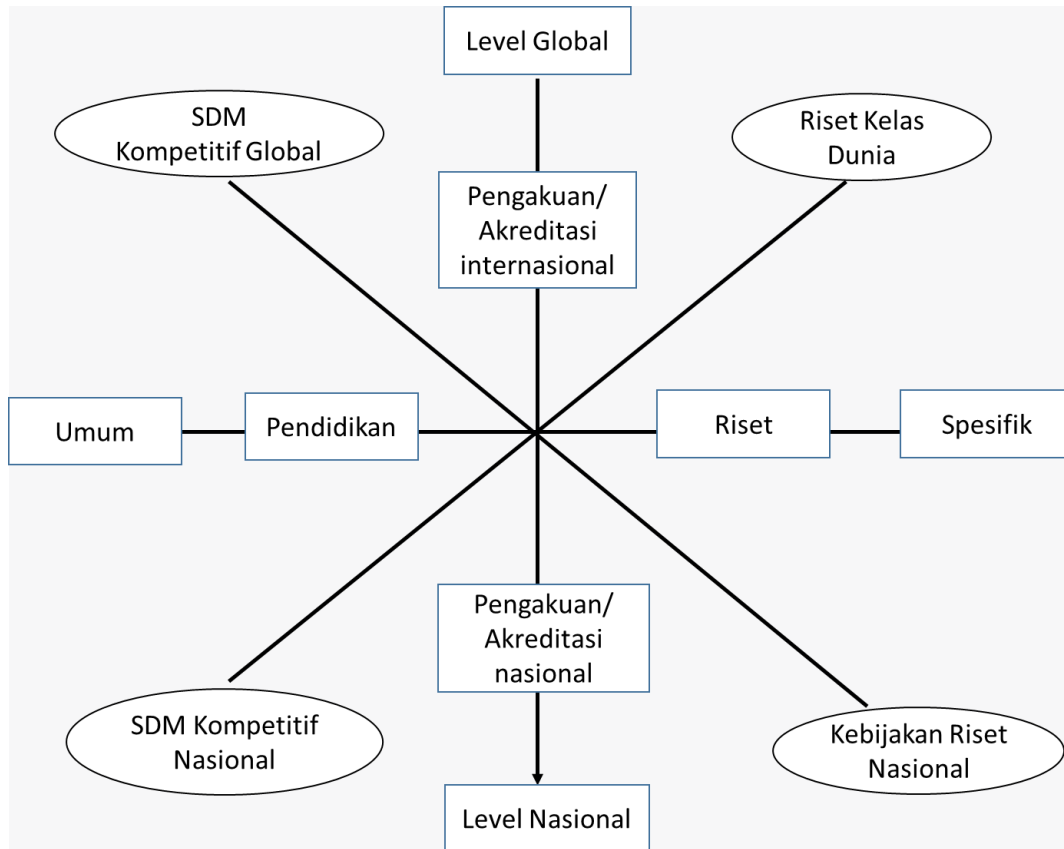 Level Global
SDM
Kompetitif Global
Riset Kelas
Dunia
Pengakuan/
Akreditasi
internasional
Umum
Pendidikan
Riset
Spesifik
Pengakuan/
Akreditasi
nasional
SDM Kompetitif
Nasional
Kebijakan Riset
Nasional
Level Nasional